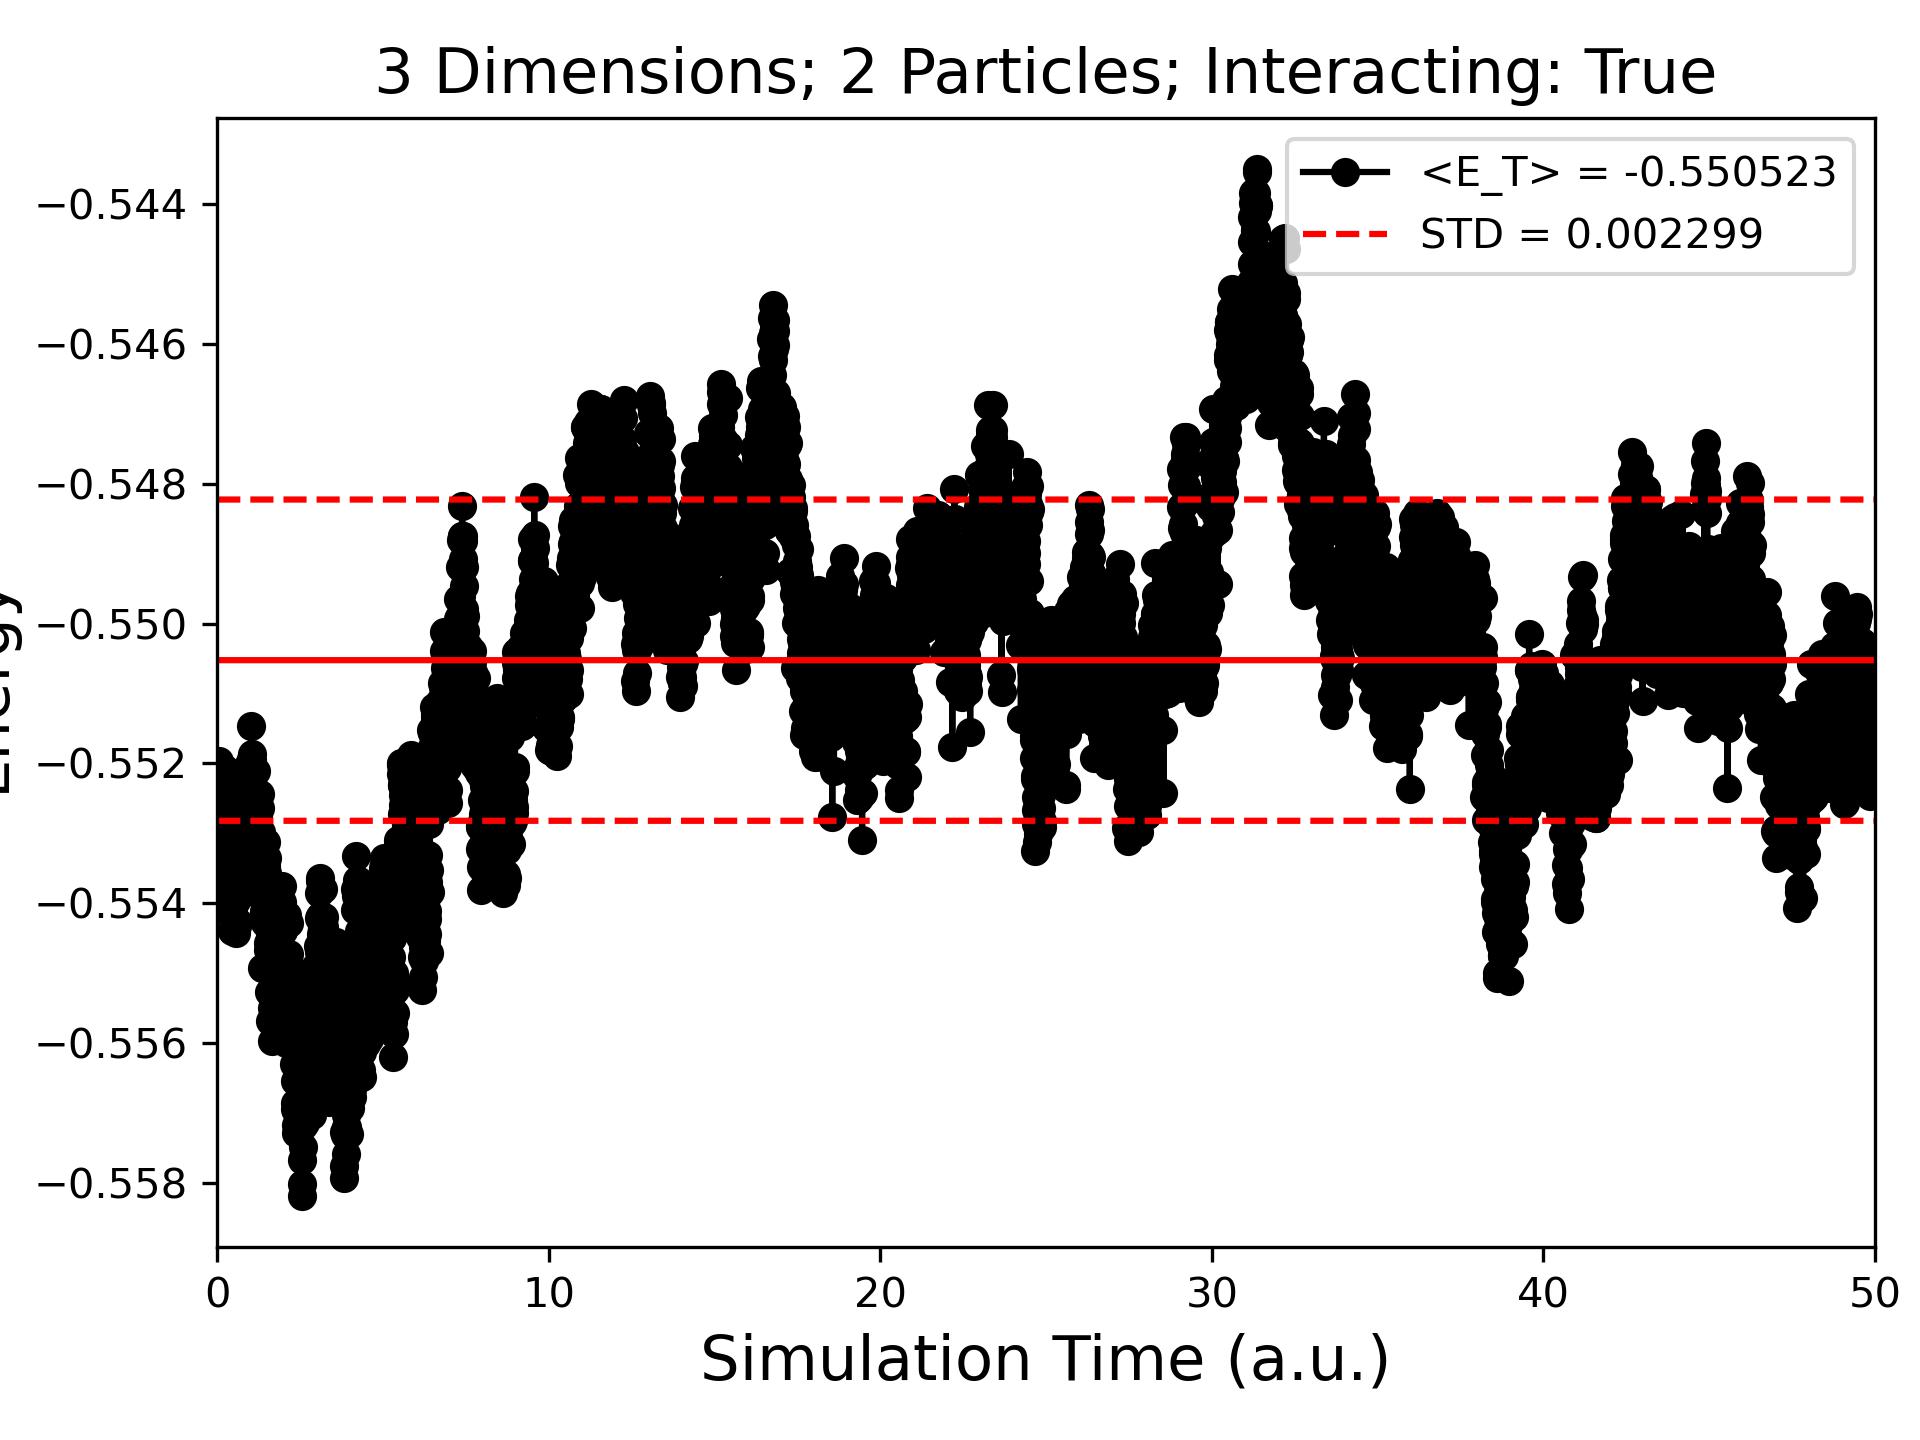 3 Dimensions; 2 Particles; Interacting: True
<E_T> = -0.550523
STD = 0.002299
−0.544
−0.546
−0.548
−0.550
−0.552
−0.554
−0.556
−0.558
Energy
0 10 20 30 40 50
Simulation Time (a.u.)